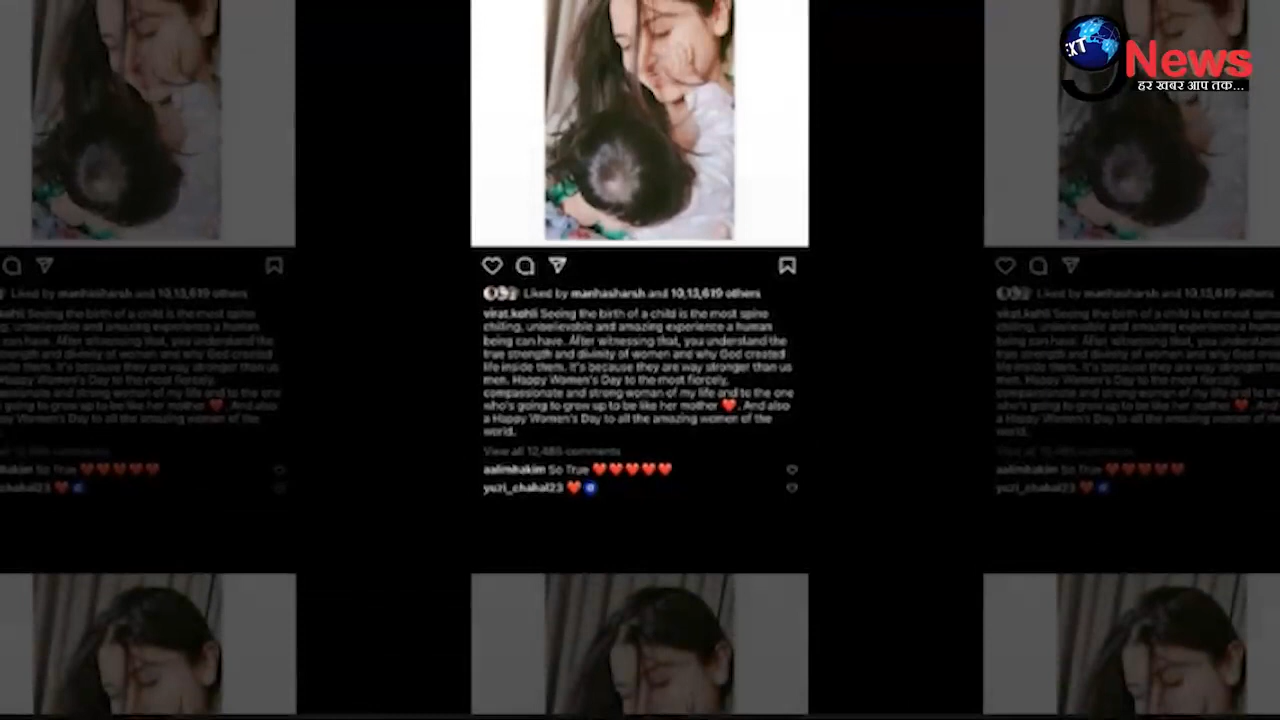 EXT
News
हर खबर आप तक...
Liked by manhasharsh and 10,13,619 others
virat.kohli Seeing the birth of a child is the most spine
chilling, unbelievable and amazing experience a human
being can have. After witnessing that, you understand the
true strength and divinity of women and why God created
life inside them. It's because they are way stronger than us
men. Happy Women's Day to the most fiercely,
compassionate and strong woman of my life and to the one
who's going to grow up to be like her mother ❤️. And also
a Happy Women's Day to all the amazing women of the
world.
View all 12,485 comments
aalimhakim So True ❤️❤️❤️❤️❤️
yuzi_chahal23 ❤️🧿